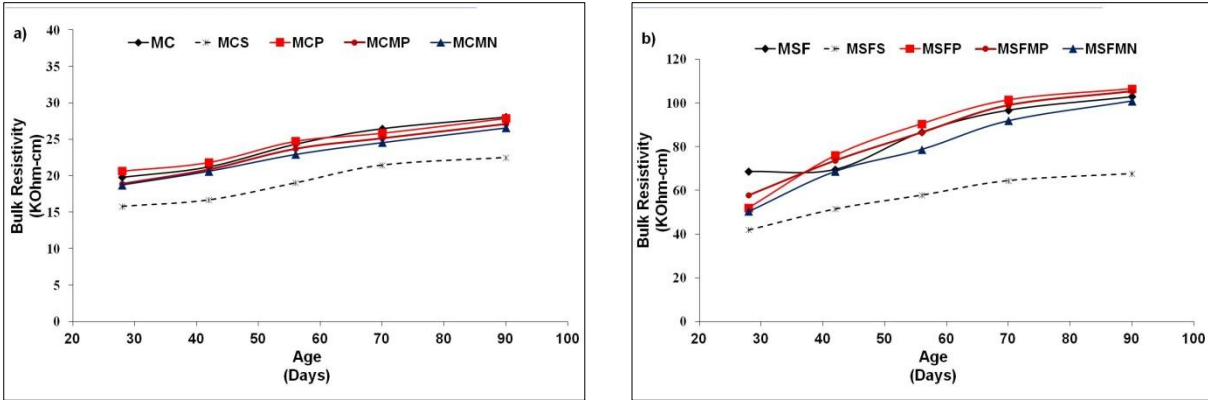 a)
MC MCS MCP MCMP MCMN
40
35
30
25
20
15
10
5
0
Bulk Resistivity
(KOhm-cm)
20 30 40 50 60 70 80 90 100
Age
(Days)
b)
MSF MSFS MSFP MSFMP MSFMN
120
100
80
60
40
20
0
Bulk Resistivity
(KOhm-cm)
20 30 40 50 60 70 80 90 100
Age
(Days)